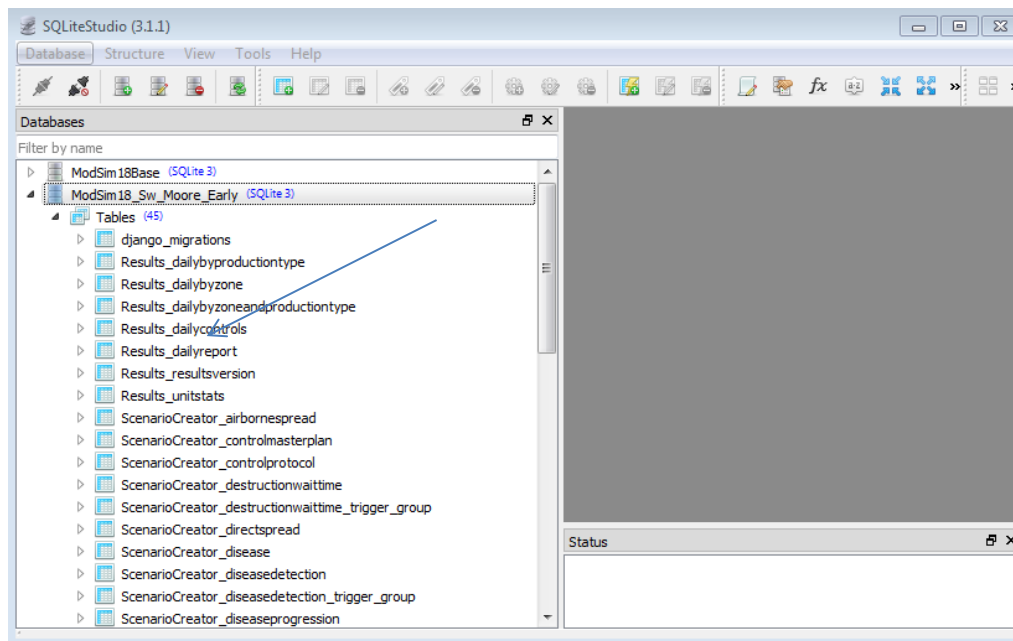 SQLiteStudio (3.1.1)
Database Structure View Tools Help
fx a-z »
Databases
Filter by name
ModSim18Base (SQLite 3)
ModSim18_Sw_Moore_Early (SQLite 3)
Tables (45)
django_migrations
Results_dailybyproductiontype
Results_dailybyzone
Results_dailybyzoneandproductiontype
Results_dailycontrols
Results_dailyreport
Results_resultsversion
Results_unitstats
ScenarioCreator_airbornespread
ScenarioCreator_controlmasterplan
ScenarioCreator_controlprotocol
ScenarioCreator_destructionwaittime
ScenarioCreator_destructionwaittime_trigger_group
ScenarioCreator_directspread
ScenarioCreator_disease
ScenarioCreator_diseasedetection
ScenarioCreator_diseasedetection_trigger_group
ScenarioCreator_diseaseprogression
Status